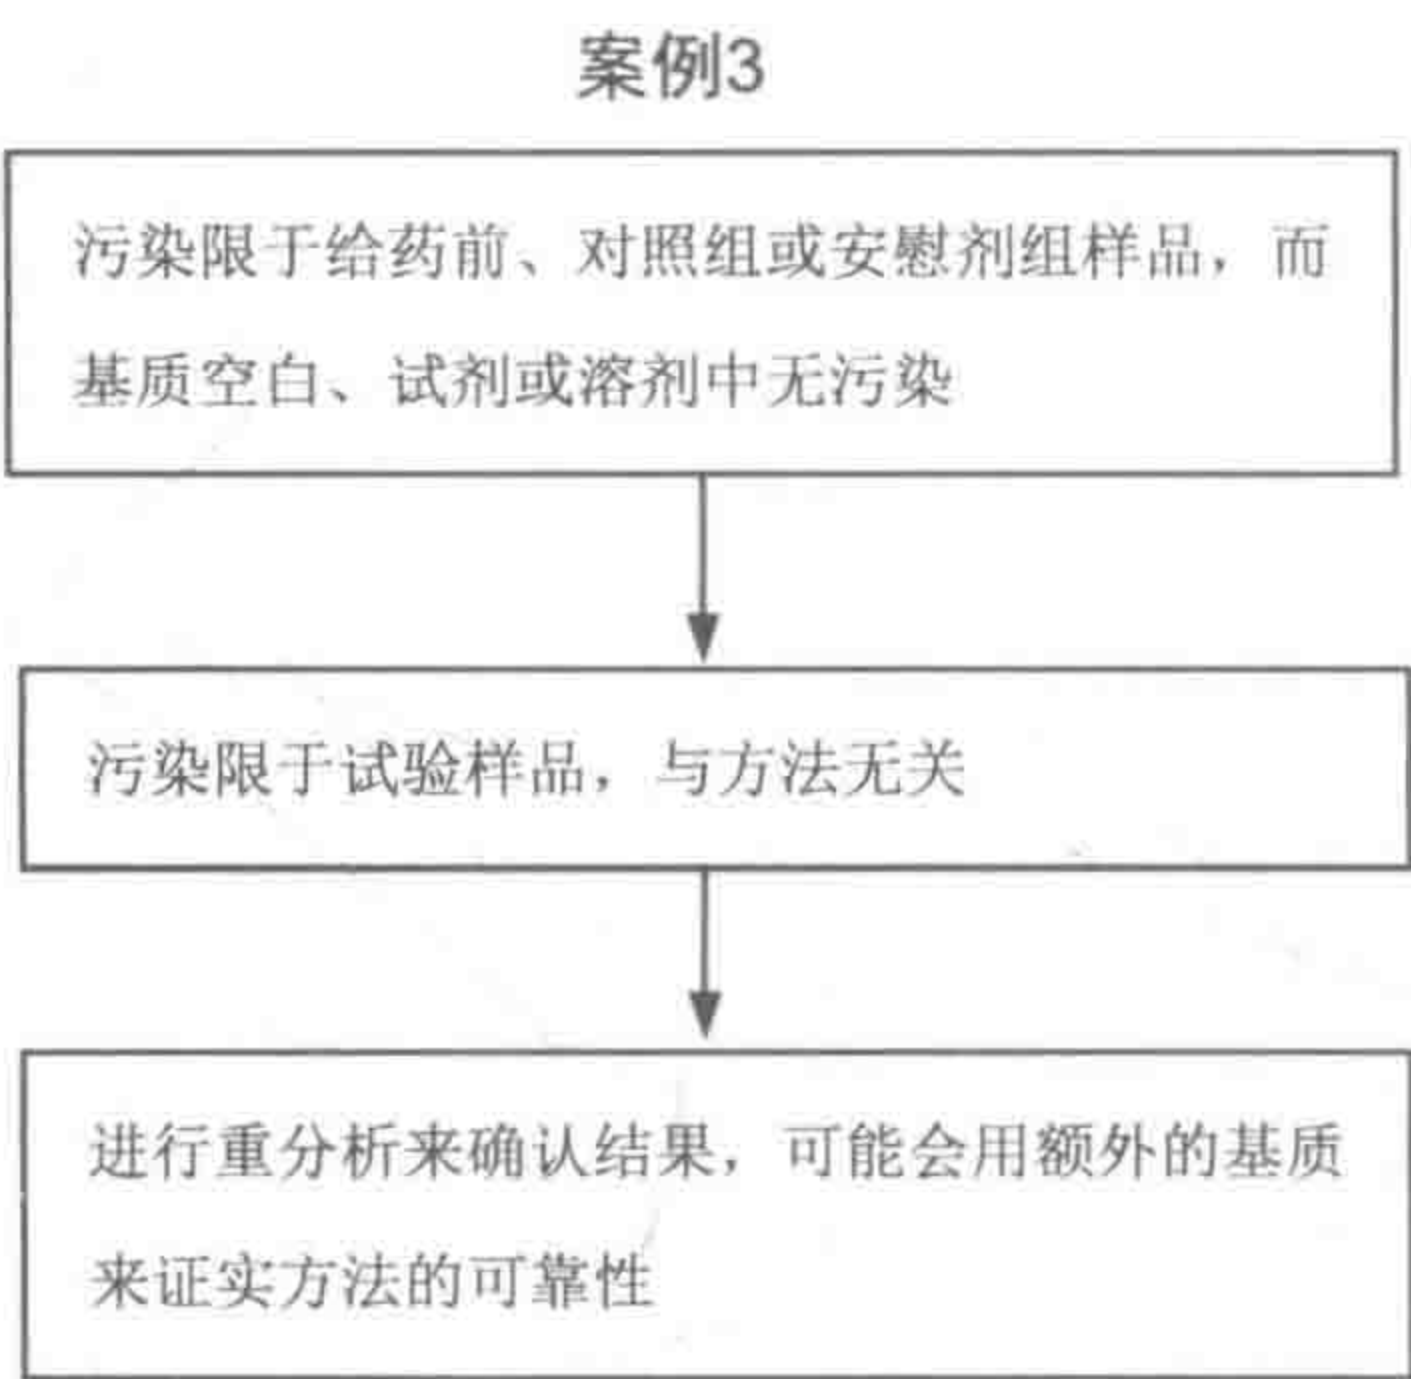 案例3
污染限于给药前、对照组或安慰剂组样品，而
基质空白、试剂或溶剂中无污染
污染限于试验样品，与方法无关
进行重分析来确认结果，可能会用额外的基质
来证实方法的可靠性